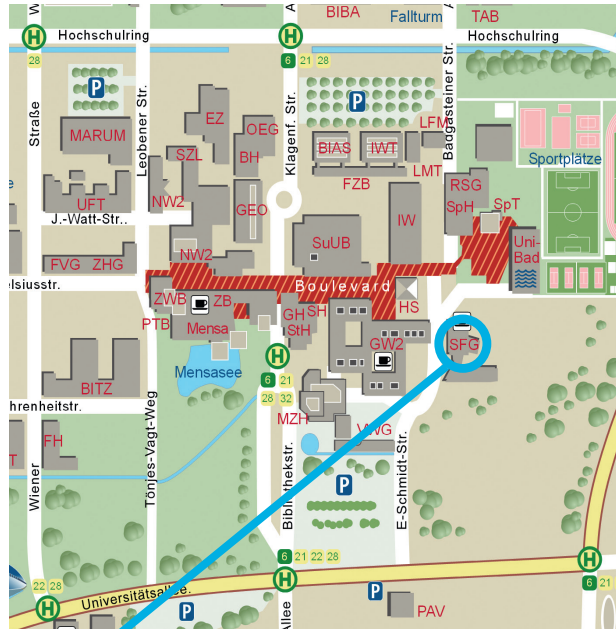 BIBA
Fallturm
TAB
Hochschulring
Hochschulring
H
H
28
6 21 28
P
P
Straße
Leobener Str.
Klagenf. Str.
Badgasteiner Str.
MARUM
EZ
OEG
BH
SZL
BIAS
IWT
LFM
LMT
FZB
Sportplätze
UFT
NW2
GEO
RSG
SpH
SpT
IW
J.-Watt-Str..
SuUB
NW2
Uni-
Bad
FVG ZHG
elsiusstr.
Boulevard
ZWB
ZB
PTB
Mensa
GH
SH
StH
HS
GW2
SFG
H
Mensasee
6 21
28 32
BITZ
MZH
hrenheitstr.
VWG
FH
T
Tönjes-Vagt-Weg
Wiener
Bibliothekstr.
E-Schmidt-Str.
P
6 21 22 28
H
H
22 28
6 21
H
Universitätsallee.
P
P
PAV
Allee